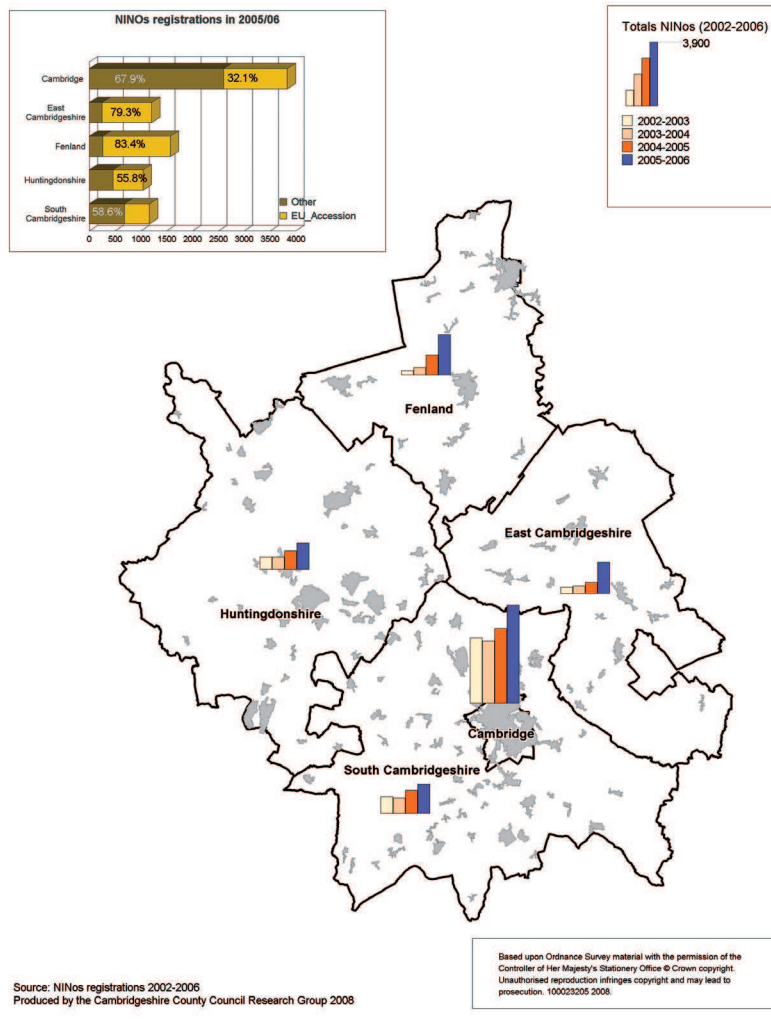 NINOs registrations in 2005/06
Cambridge
67.9%
32.1%
East
Cambridgeshire
79.3%
Fenland
83.4%
Huntingdonshire
55.8%
South
Cambridgeshire
58.6%
Other
EU_Accession
0
500
1000
1500
2000
2500
3000
3500
4000
Totals NINos (2002-2006)
3,900
2002-2003
2003-2004
2004-2005
2005-2006
Fenland
East Cambridgeshire
Huntingdonshire
Cambridge
South Cambridgeshire
Based upon Ordnance Survey material with the permission of the
Controller of Her Majesty's Stationery Office © Crown copyright.
Unauthorised reproduction infringes copyright and may lead to
prosecution. 100023205 2008.
Source: NINos registrations 2002-2006
Produced by the Cambridgeshire County Council Research Group 2008